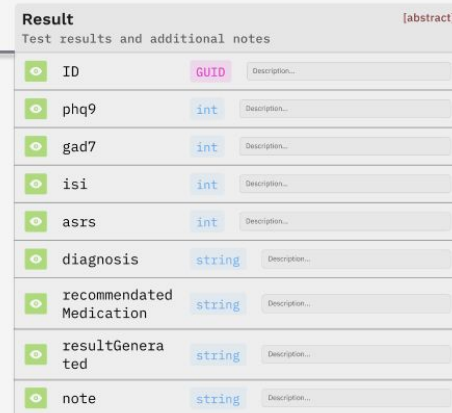 Result [abstract]
Test results and additional notes
ID GUID Description...
phq9 int Description...
gad7 int Description...
isi int Description...
asrs int Description...
diagnosis string Description...
recommended
Medication string Description...
resultGenera
ted string Description...
note string Description...